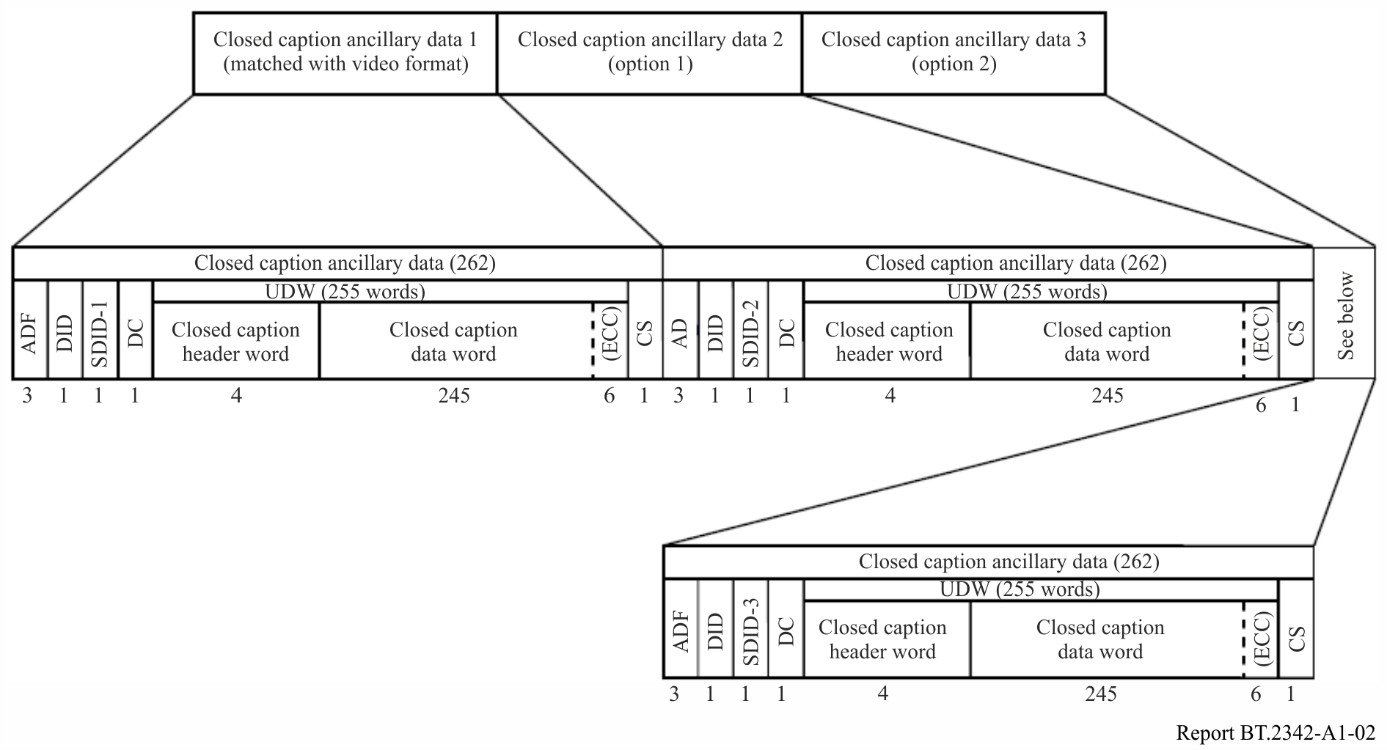 Closed caption ancillary data 1
(matched with video format)
Closed caption ancillary data 2
(option 1)
Closed caption ancillary data 3
(option 2)
Closed caption ancillary data (262)
Closed caption ancillary data (262)
See below
UDW (255 words)
UDW (255 words)
ADF
DID
SDID-1
DC
Closed caption
header word
Closed caption
data word
(ECC)
CS
AD
DID
SDID-2
DC
Closed caption
header word
Closed caption
data word
(ECC)
CS
3 1 1 1 4 245 6 1 3 1 1 1 4 245 6 1
Closed caption ancillary data (262)
UDW (255 words)
ADF
DID
SDID-3
DC
Closed caption
header word
Closed caption
data word
(ECC)
CS
3 1 1 1 4 245 6 1
Report BT.2342-A1-02